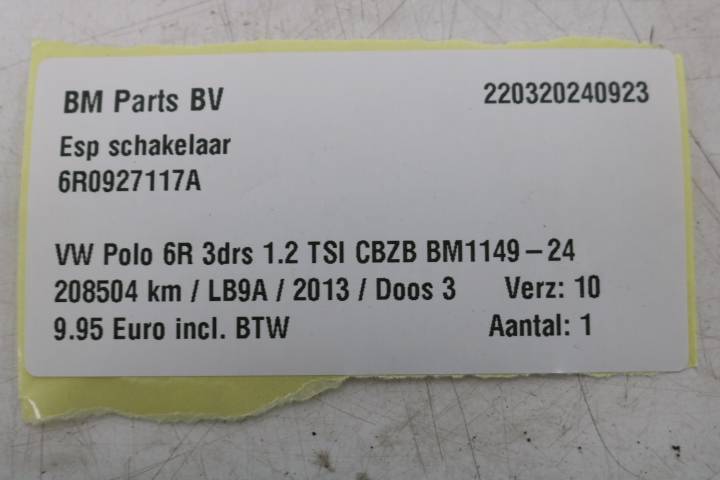 BM Parts BV 220320240923
Esp schakelaar
6R0927117A
VW Polo 6R 3drs 1.2 TSI CBZB BM1149-24
208504 km / LB9A / 2013 / Doos 3 Verz: 10
9.95 Euro incl. BTW Aantal: 1